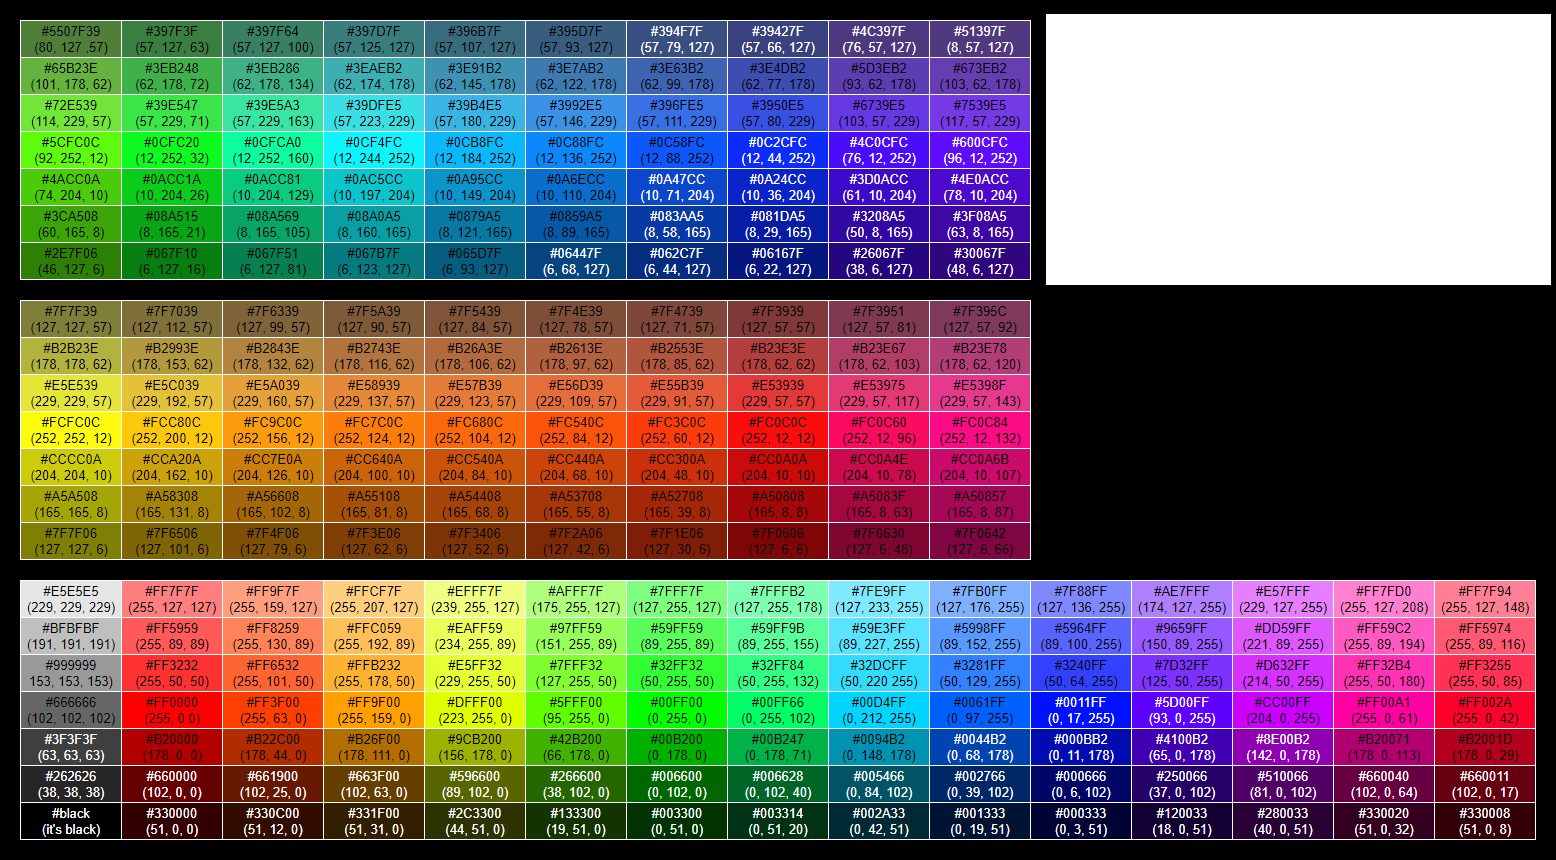 #5507F39 #397F3F #397F64 #397D7F #396B7F #395D7F #394F7F #39427F #4C397F #51397F
(80, 127 ,57) (57, 127, 63) (57, 127, 100) (57, 125, 127) (57, 107, 127) (57, 93, 127) (57, 79, 127) (57, 66, 127) (76, 57, 127) (8, 57, 127)
#65B23E #3EB248 #3EB286 #3EAEB2 #3E91B2 #3E7AB2 #3E63B2 #3E4DB2 #5D3EB2 #673EB2
(101, 178, 62) (62, 178, 72) (62, 178, 134) (62, 174, 178) (62, 145, 178) (62, 122, 178) (62, 99, 178) (62, 77, 178) (93, 62, 178) (103, 62, 178)
#72E539 #39E547 #39E5A3 #39DFE5 #39B4E5 #3992E5 #396FE5 #3950E5 #6739E5 #7539E5
(114, 229, 57) (57, 229, 71) (57, 229, 163) (57, 223, 229) (57, 180, 229) (57, 146, 229) (57, 111, 229) (57, 80, 229) (103, 57, 229) (117, 57, 229)
#5CFC0C #0CFC20 #0CFCA0 #0CF4FC #0CB8FC #0C88FC #0C58FC #0C2CFC #4C0CFC #600CFC
(92, 252, 12) (12, 252, 32) (12, 252, 160) (12, 244, 252) (12, 184, 252) (12, 136, 252) (12, 88, 252) (12, 44, 252) (76, 12, 252) (96, 12, 252)
#4ACC0A #0ACC1A #0ACC81 #0AC5CC #0A95CC #0A6ECC #0A47CC #0A24CC #3D0ACC #4E0ACC
(74, 204, 10) (10, 204, 26) (10, 204, 129) (10, 197, 204) (10, 149, 204) (10, 110, 204) (10, 71, 204) (10, 36, 204) (61, 10, 204) (78, 10, 204)
#3CA508 #08A515 #08A569 #08A0A5 #0879A5 #0859A5 #083AA5 #081DA5 #3208A5 #3F08A5
(60, 165, 8) (8, 165, 21) (8, 165, 105) (8, 160, 165) (8, 121, 165) (8, 89, 165) (8, 58, 165) (8, 29, 165) (50, 8, 165) (63, 8, 165)
#2E7F06 #067F10 #067F51 #067B7F #065D7F #06447F #062C7F #06167F #26067F #30067F
(46, 127, 6) (6, 127, 16) (6, 127, 81) (6, 123, 127) (6, 93, 127) (6, 68, 127) (6, 44, 127) (6, 22, 127) (38, 6, 127) (48, 6, 127)
#7F7F39 #7F7039 #7F6339 #7F5A39 #7F5439 #7F4E39 #7F4739 #7F3939 #7F3951 #7F395C
(127, 127, 57) (127, 112, 57) (127, 99, 57) (127, 90, 57) (127, 84, 57) (127, 78, 57) (127, 71, 57) (127, 57, 57) (127, 57, 81) (127, 57, 92)
#B2B23E #B2993E #B2843E #B2743E #B26A3E #B2613E #B2553E #B23E3E #B23E67 #B23E78
(178, 178, 62) (178, 153, 62) (178, 132, 62) (178, 116, 62) (178, 106, 62) (178, 97, 62) (178, 85, 62) (178, 62, 62) (178, 62, 103) (178, 62, 120)
#E5E539 #E5C039 #E5A039 #E58939 #E57B39 #E56D39 #E55B39 #E53939 #E53975 #E5398F
(229, 229, 57) (229, 192, 57) (229, 160, 57) (229, 137, 57) (229, 123, 57) (229, 109, 57) (229, 91, 57) (229, 57, 57) (229, 57, 117) (229, 57, 143)
#FCFC0C #FCC80C #FC9C0C #FC7C0C #FC680C #FC540C #FC3C0C #FC0C0C #FC0C60 #FC0C84
(252, 252, 12) (252, 200, 12) (252, 156, 12) (252, 124, 12) (252, 104, 12) (252, 84, 12) (252, 60, 12) (252, 12, 12) (252, 12, 96) (252, 12, 132)
#CCCC0A #CCA20A #CC7E0A #CC640A #CC540A #CC440A #CC300A #CC0A0A #CC0A4E #CC0A6B
(204, 204, 10) (204, 162, 10) (204, 126, 10) (204, 100, 10) (204, 84, 10) (204, 68, 10) (204, 48, 10) (204, 10, 10) (204, 10, 78) (204, 10, 107)
#A5A508 #A58308 #A56608 #A55108 #A54408 #A53708 #A52708 #A50808 #A5083F #A50857
(165, 165, 8) (165, 131, 8) (165, 102, 8) (165, 81, 8) (165, 68, 8) (165, 55, 8) (165, 39, 8) (165, 8, 8) (165, 8, 63) (165, 8, 87)
#7F7F06 #7F6506 #7F4F06 #7F3E06 #7F3406 #7F2A06 #7F1E06 #7F0606 #7F0630 #7F0642
(127, 127, 6) (127, 101, 6) (127, 79, 6) (127, 62, 6) (127, 52, 6) (127, 42, 6) (127, 30, 6) (127, 6, 6) (127, 6, 48) (127, 6, 66)
#E5E5E5 #FF7F7F #FF9F7F #FFCF7F #EFFF7F #AFFF7F #7FFF7F #7FFFB2 #7FE9FF #7FB0FF #7F88FF #AE7FFF #E57FFF #FF7FD0 #FF7F94
(229, 229, 229) (255, 127, 127) (255, 159, 127) (255, 207, 127) (239, 255, 127) (175, 255, 127) (127, 255, 127) (127, 255, 178) (127, 233, 255) (127, 176, 255) (127, 136, 255) (174, 127, 255) (229, 127, 255) (255, 127, 208) (255, 127, 148)
#BFBFBF #FF5959 #FF8259 #FFC059 #EAFF59 #97FF59 #59FF59 #59FF9B #59E3FF #5998FF #5964FF #9659FF #DD59FF #FF59C2 #FF5974
(191, 191, 191) (255, 89, 89) (255, 130, 89) (255, 192, 89) (234, 255, 89) (151, 255, 89) (89, 255, 89) (89, 255, 155) (89, 227, 255) (89, 152, 255) (89, 100, 255) (150, 89, 255) (221, 89, 255) (255, 89, 194) (255, 89, 116)
#999999 #FF3232 #FF6532 #FFB232 #E5FF32 #7FFF32 #32FF32 #32FF84 #32DCFF #3281FF #3240FF #7D32FF #D632FF #FF32B4 #FF3255
153, 153, 153) (255, 50, 50) (255, 101, 50) (255, 178, 50) (229, 255, 50) (127, 255, 50) (50, 255, 50) (50, 255, 132) (50, 220 255) (50, 129, 255) (50, 64, 255) (125, 50, 255) (214, 50, 255) (255, 50, 180) (255, 50, 85)
#666666 #FF0000 #FF3F00 #FF9F00 #DFFF00 #5FFF00 #00FF00 #00FF66 #00D4FF #0061FF #0011FF #5D00FF #CC00FF #FF00A1 #FF002A
(102, 102, 102) (255, 0 0) (255, 63, 0) (255, 159, 0) (223, 255, 0) (95, 255, 0) (0, 255, 0) (0, 255, 102) (0, 212, 255) (0, 97, 255) (0, 17, 255) (93, 0, 255) (204, 0, 255) (255, 0, 61) (255, 0, 42)
#3F3F3F #B20000 #B22C00 #B26F00 #9CB200 #42B200 #00B200 #00B247 #0094B2 #0044B2 #000BB2 #4100B2 #8E00B2 #B20071 #B2001D
(63, 63, 63) (178, 0, 0) (178, 44, 0) (178, 111, 0) (156, 178, 0) (66, 178, 0) (0, 178, 0) (0, 178, 71) (0, 148, 178) (0, 68, 178) (0, 11, 178) (65, 0, 178) (142, 0, 178) (178, 0, 113) (178, 0, 29)
#262626 #660000 #661900 #663F00 #596600 #266600 #006600 #006628 #005466 #002766 #000666 #250066 #510066 #660040 #660011
(38, 38, 38) (102, 0, 0) (102, 25, 0) (102, 63, 0) (89, 102, 0) (38, 102, 0) (0, 102, 0) (0, 102, 40) (0, 84, 102) (0, 39, 102) (0, 6, 102) (37, 0, 102) (81, 0, 102) (102, 0, 64) (102, 0, 17)
#black #330000 #330C00 #331F00 #2C3300 #133300 #003300 #003314 #002A33 #001333 #000333 #120033 #280033 #330020 #330008
(it's black) (51, 0, 0) (51, 12, 0) (51, 31, 0) (44, 51, 0) (19, 51, 0) (0, 51, 0) (0, 51, 20) (0, 42, 51) (0, 19, 51) (0, 3, 51) (18, 0, 51) (40, 0, 51) (51, 0, 32) (51, 0, 8)